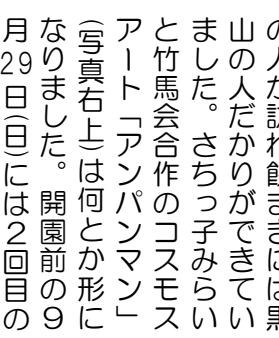 の人が訪れ餅まきには黒
山の人だかりができてい
ました。さちっ子みらい
と竹馬会合作のコスモス
アート「アンパンマン」
(写真右上)は何とか形に
なりました。開園前の９
月29日(日)には２回目の